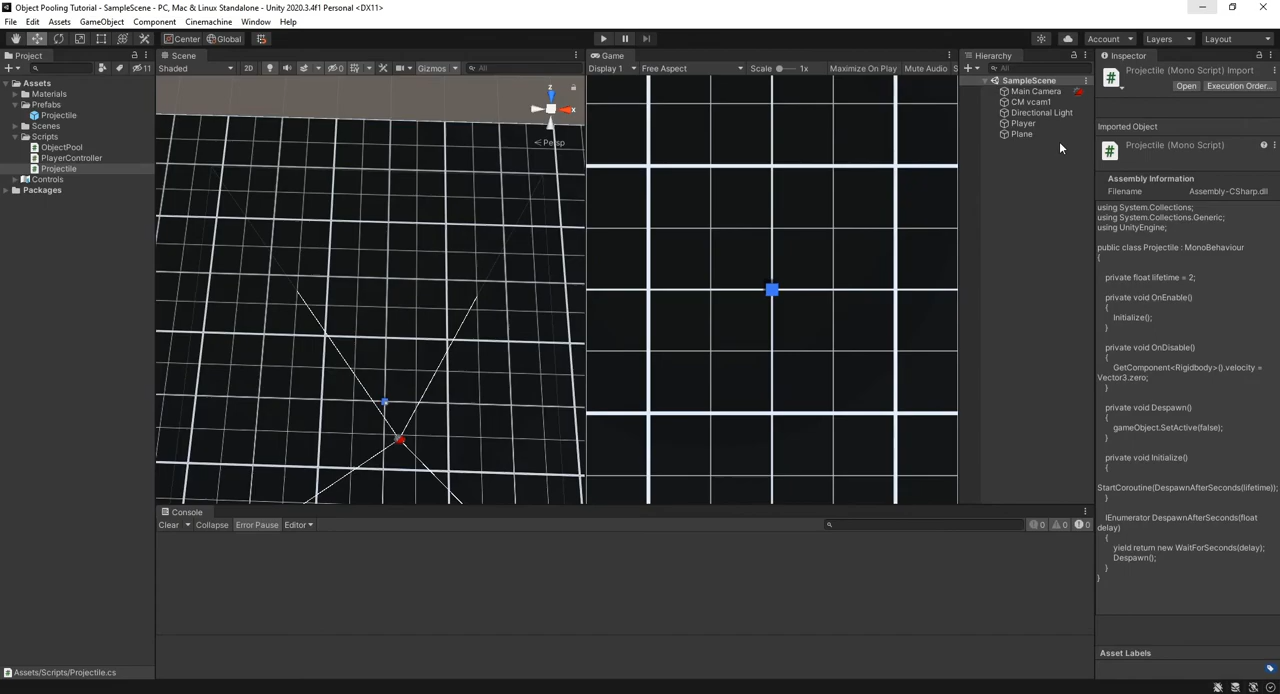 Object Pooling Tutorial - SampleScene - PC, Mac & Linux Standalone - Unity 2020.3.4f1 Personal <DX11>
File Edit Assets GameObject Component Cinemachine Window Help
Center Global Account Layers Layout
Project
11
Assets
Materials
Prefabs
Projectile
Scenes
Scripts
ObjectPool
PlayerController
Projectile
Controls
Packages
Assets/Scripts/Projectile.cs
Scene
Shaded 2D 0 Gizmos All
z
x
Persp
Game
Display 1 Free Aspect Scale 1x Maximize On Play Mute Audio S
Console
Clear Collapse Error Pause Editor 0 0 0
Hierarchy
All
SampleScene
Main Camera
CM vcam1
Directional Light
Player
Plane
Inspector
Projectile (Mono Script) Import
Open Execution Order...
Imported Object
Projectile (Mono Script)
Assembly Information
Filename Assembly-CSharp.dll
using System.Collections;
using System.Collections.Generic;
using UnityEngine;
public class Projectile : MonoBehaviour
{
private float lifetime = 2;
private void OnEnable()
{
Initialize();
}
private void OnDisable()
{
GetComponent<Rigidbody>().velocity =
Vector3.zero;
}
private void Despawn()
{
gameObject.SetActive(false);
}
private void Initialize()
{
StartCoroutine(DespawnAfterSeconds(lifetime));
}
IEnumerator DespawnAfterSeconds(float
delay)
{
yield return new WaitForSeconds(delay);
Despawn();
}
}
Asset Labels